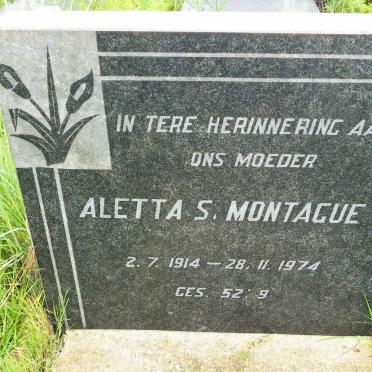 IN TERE HERINNERING AA
ONS MOEDER
ALETTA S. MONTAGUE
2. 7. 1914 — 28. 11. 1974
GES. 52: 9